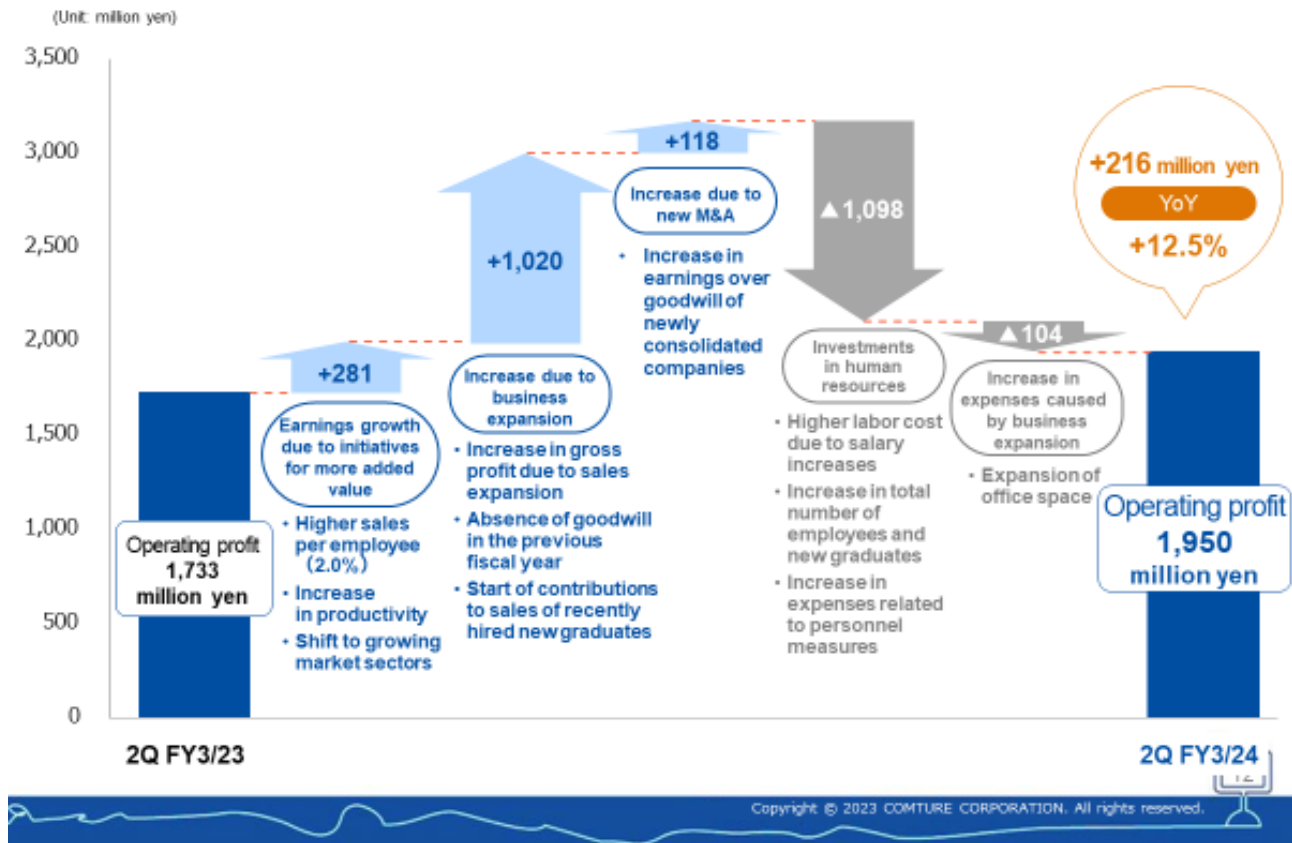 (Unit: million yen)
3,500
3,000
2,500
2,000
1,500
1,000
500
0
Operating profit
1,733
million yen
2Q FY3/23
+281
Earnings growth
due to initiatives
for more added
value
・Higher sales
per employee
（2.0%）
・Increase
in productivity
・Shift to growing
market sectors
+1,020
Increase due to
business
expansion
・Increase in gross
profit due to sales
expansion
・Absence of goodwill
in the previous
fiscal year
・Start of contributions
to sales of recently
hired new graduates
+118
Increase due to
new M&A
・Increase in
earnings over
goodwill of
newly
consolidated
companies
▲1,098
Investments
in human
resources
・Higher labor cost
due to salary
increases
・Increase in total
number of
employees and
new graduates
・Increase in
expenses related
to personnel
measures
▲104
Increase in
expenses caused
by business
expansion
・Expansion of
office space
+216 million yen
YoY
+12.5%
Operating profit
1,950
million yen
2Q FY3/24
12
Copyright © 2023 COMTURE CORPORATION. All rights reserved.